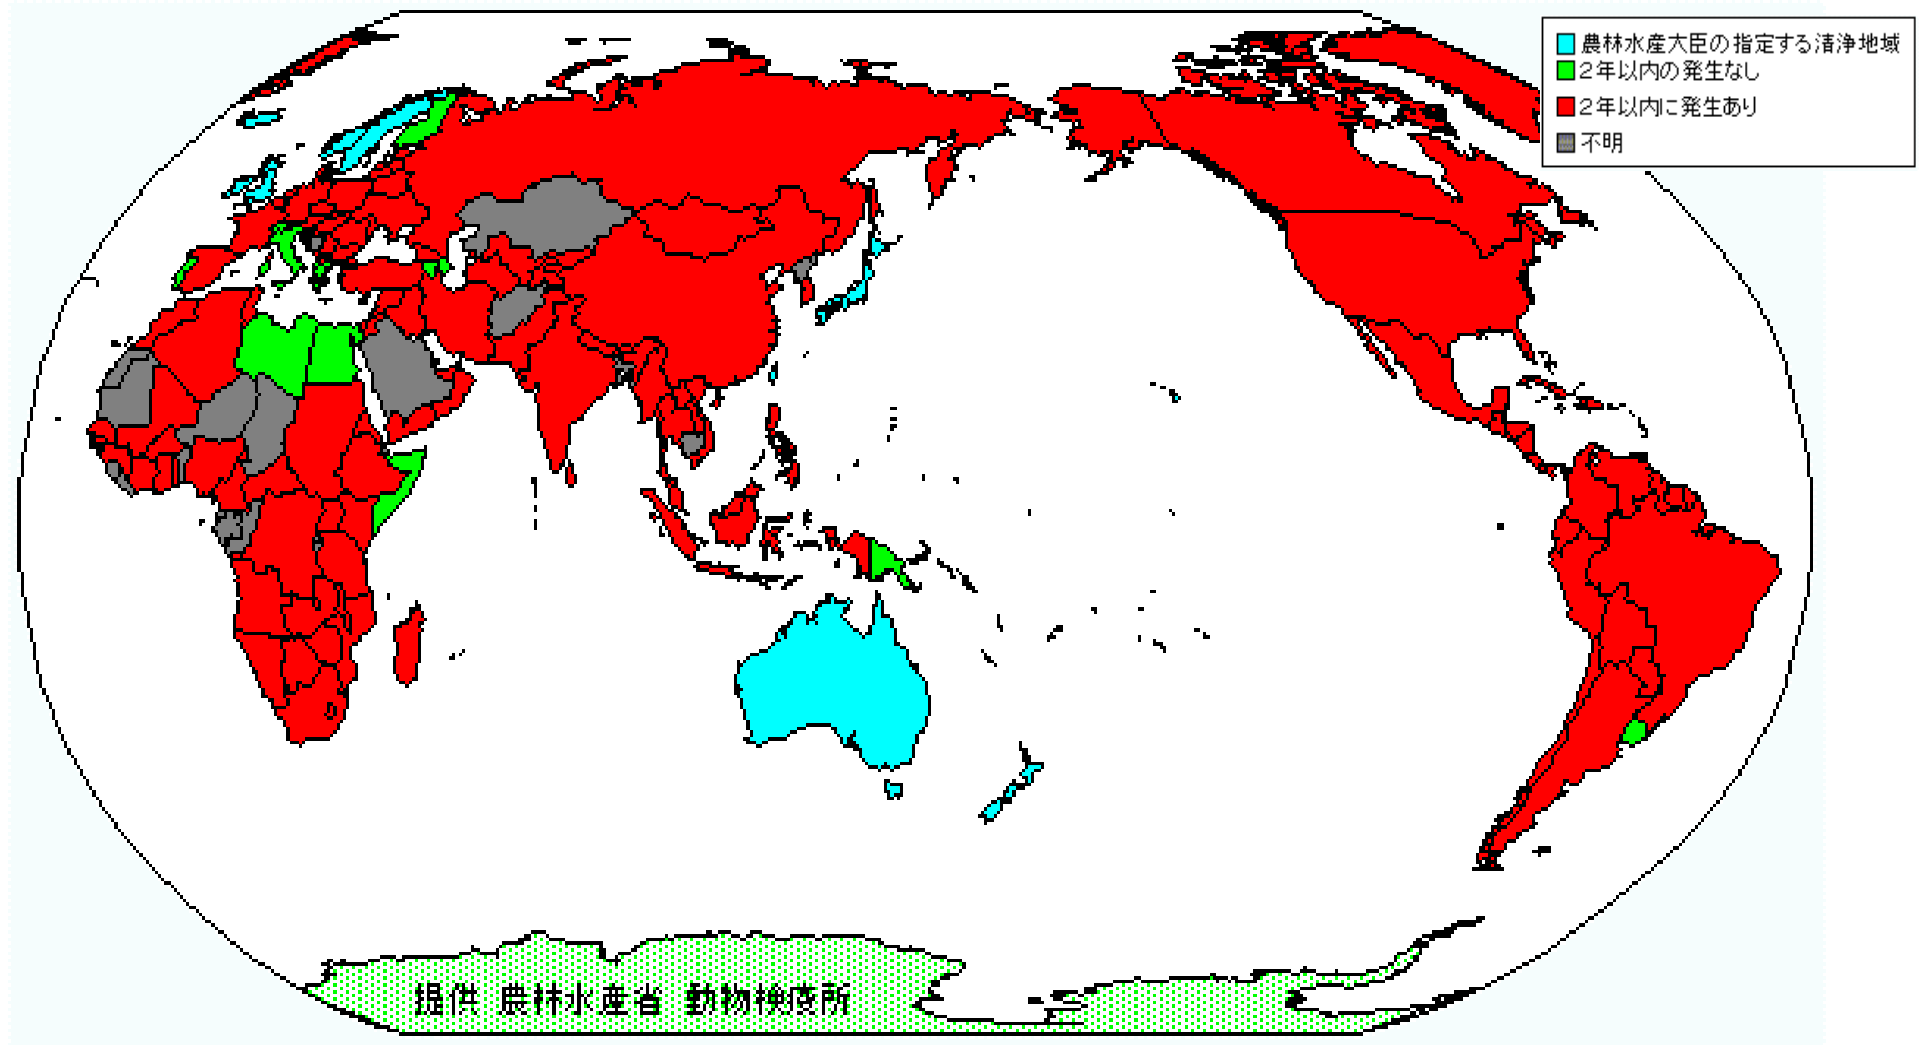 農林水産大臣の指定する清浄地域
2年以内の発生なし
2年以内に発生あり
不明
提供 農林水産省 動物検疫所